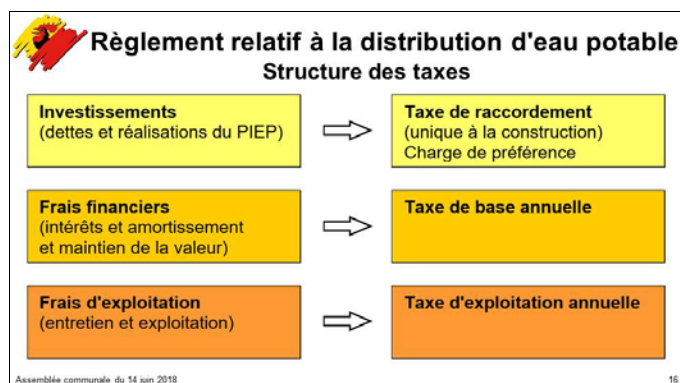 Règlement relatif à la distribution d'eau potable
Structure des taxes
Investissements
(dettes et réalisations du PIEP)
Taxe de raccordement
(unique à la construction)
Charge de préférence
Frais financiers
(intérêts et amortissement
et maintien de la valeur)
Taxe de base annuelle
Frais d'exploitation
(entretien et exploitation)
Taxe d'exploitation annuelle
Assemblée communale du 14 juin 2018
16